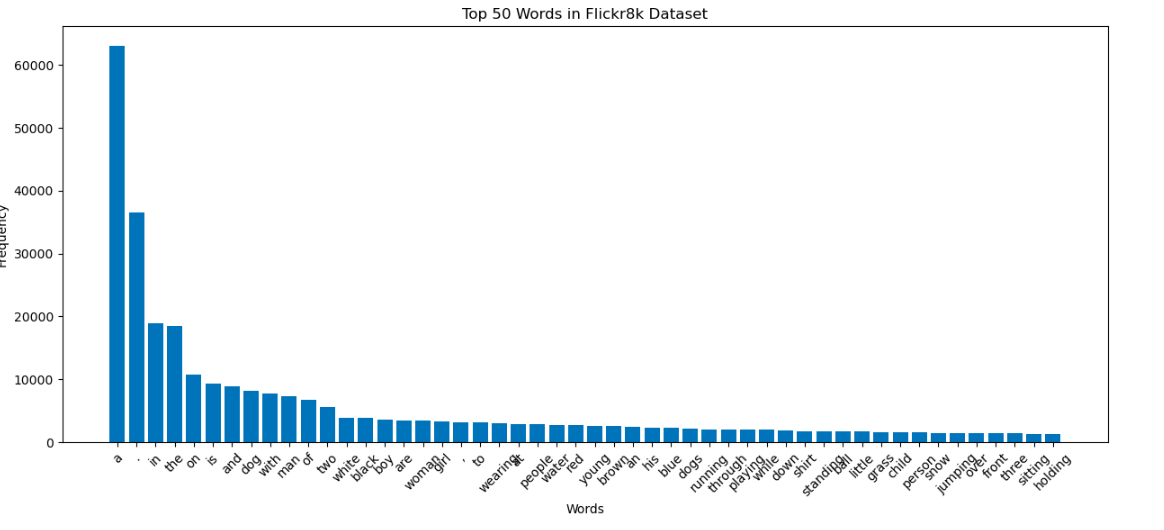 Top 50 Words in Flickr8k Dataset
60000
50000
40000
30000
20000
10000
0
Frequency
a
.
in
the
on
is
and
dog
with
man
of
two
white
black
boy
are
woman
girl
,
to
wearing
at
people
water
red
young
brown
an
his
blue
dogs
running
through
playing
while
down
shirt
standing
ball
little
grass
child
person
snow
jumping
over
front
three
sitting
holding
Words